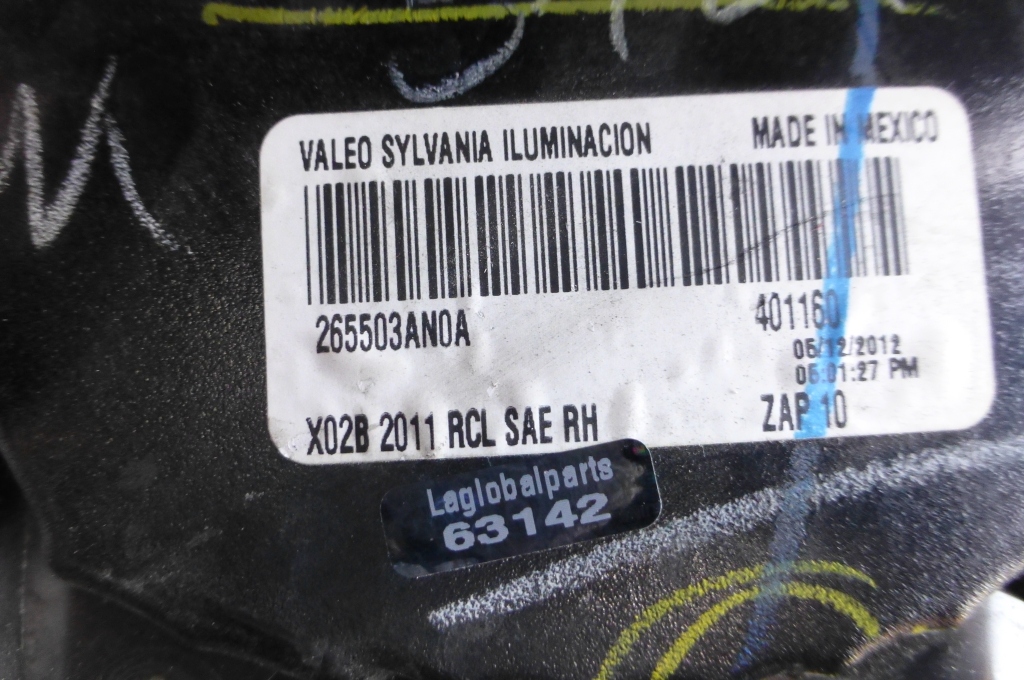 VALEO SYLVANIA ILUMINACION MADE IN MEXICO
265503AN0A 401160
05/12/2012
05:01:27 PM
X02B 2011 RCL SAE RH ZAP 10
Laglobalparts
63142